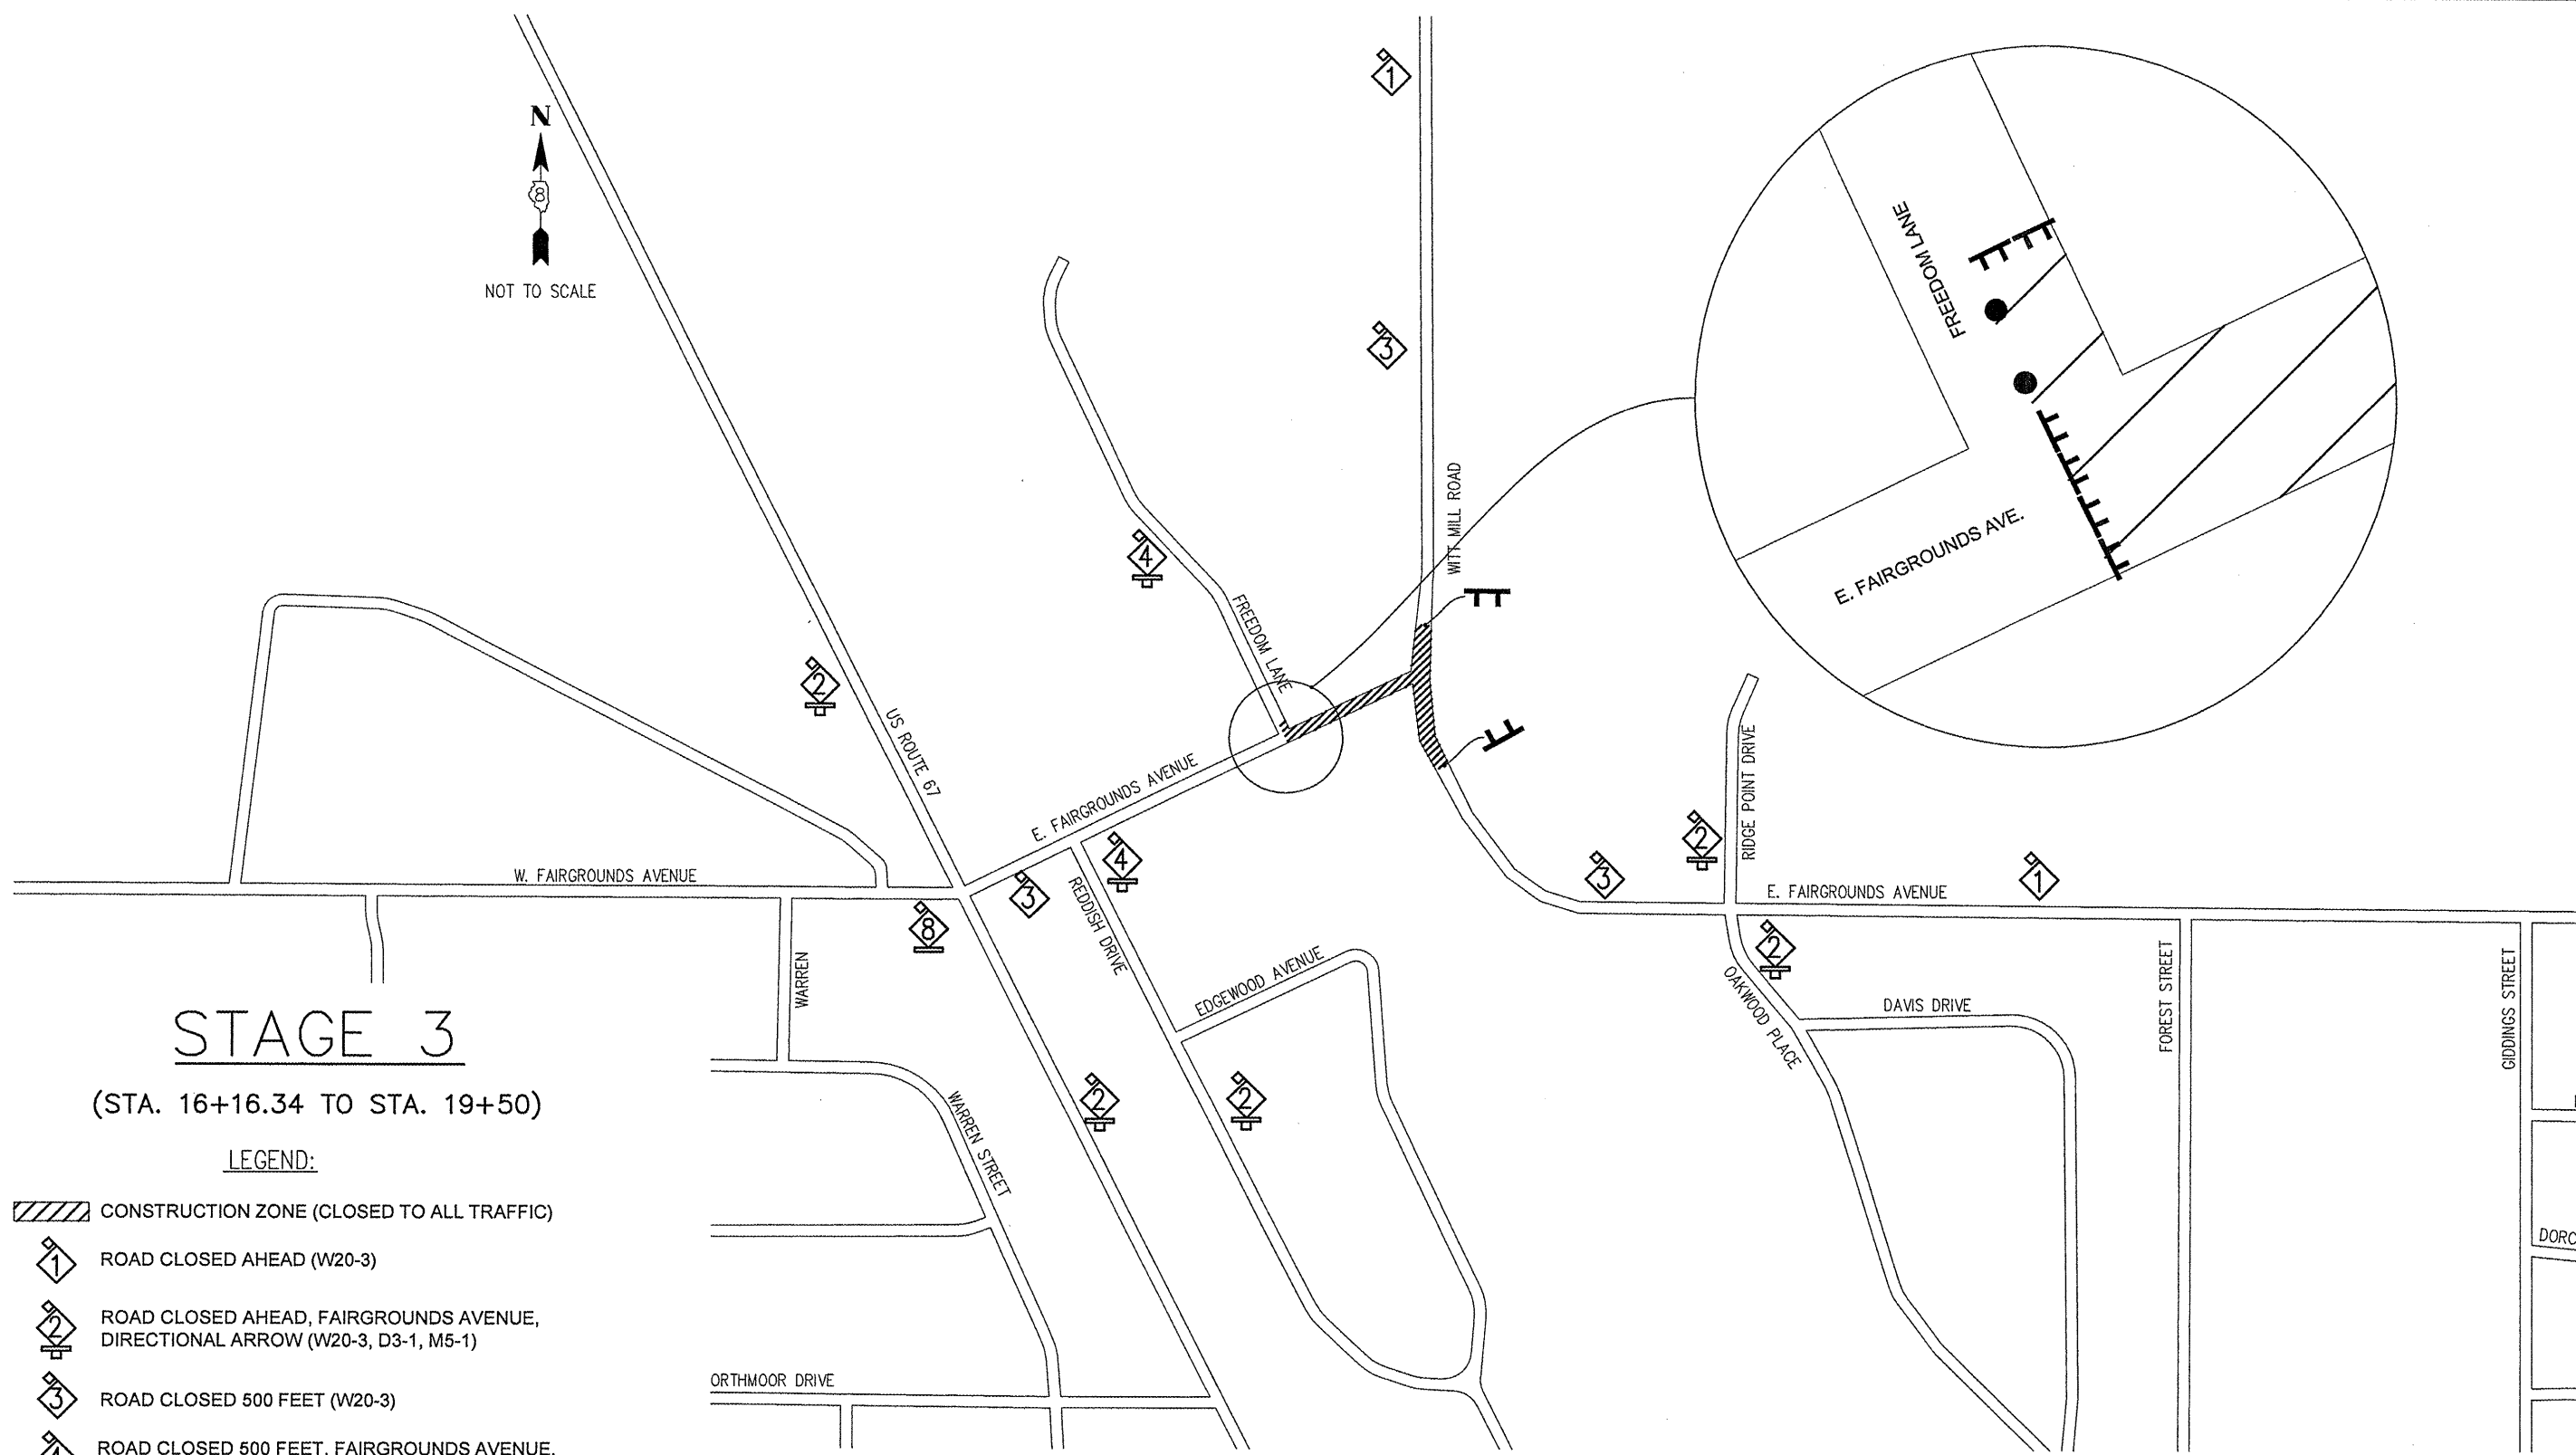 N
8
NOT TO SCALE
1
3
WITT MILL ROAD
4
FREEDOM LANE
2
US ROUTE 67
E. FAIRGROUNDS AVENUE
W. FAIRGROUNDS AVENUE
3
4
8
REDDISH DRIVE
WARREN
EDGEWOOD AVENUE
2
2
WARREN STREET
ORTHMOOR DRIVE
FREEDOM LANE
E. FAIRGROUNDS AVE.
RIDGE POINT DRIVE
2
3
1
E. FAIRGROUNDS AVENUE
2
OAKWOOD PLACE
DAVIS DRIVE
FOREST STREET
GIDDINGS STREET
DORC
STAGE 3
(STA. 16+16.34 TO STA. 19+50)
LEGEND:
CONSTRUCTION ZONE (CLOSED TO ALL TRAFFIC)
1 ROAD CLOSED AHEAD (W20-3)
2 ROAD CLOSED AHEAD, FAIRGROUNDS AVENUE,
DIRECTIONAL ARROW (W20-3, D3-1, M5-1)
3 ROAD CLOSED 500 FEET (W20-3)
4 ROAD CLOSED 500 FEET, FAIRGROUNDS AVENUE,